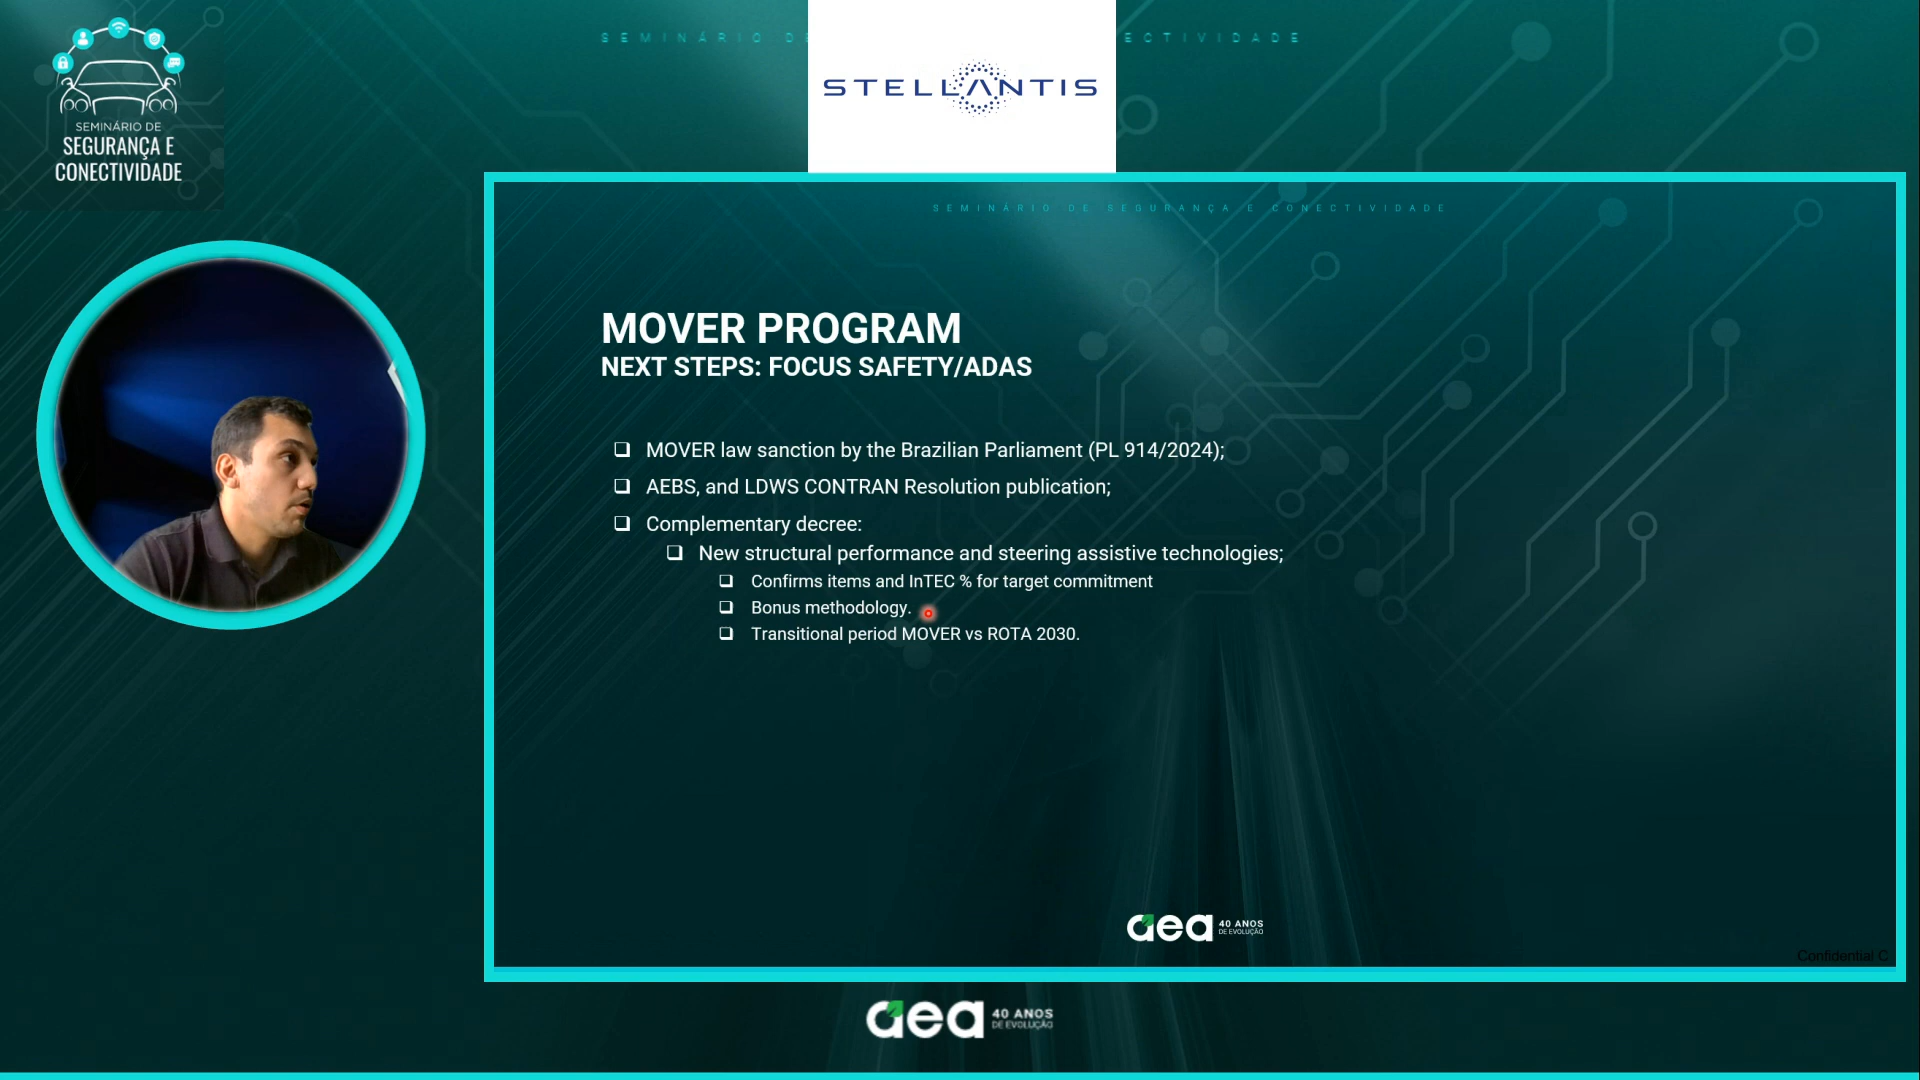 SEMINÁRIO DE
SEGURANÇA E
CONECTIVIDADE
SEMINÁRIO D
ECTIVIDADE
STELLANTIS
SEMINÁRIO DE SEGURANÇA E CONECTIVIDADE
MOVER PROGRAM
NEXT STEPS: FOCUS SAFETY/ADAS
MOVER law sanction by the Brazilian Parliament (PL 914/2024);
AEBS, and LDWS CONTRAN Resolution publication;
Complementary decree:
New structural performance and steering assistive technologies;
Confirms items and InTEC % for target commitment
Bonus methodology.
Transitional period MOVER vs ROTA 2030.
aea 40 ANOS
DE EVOLUÇÃO
Confidential C
aea 40 ANOS
DE EVOLUÇÃO